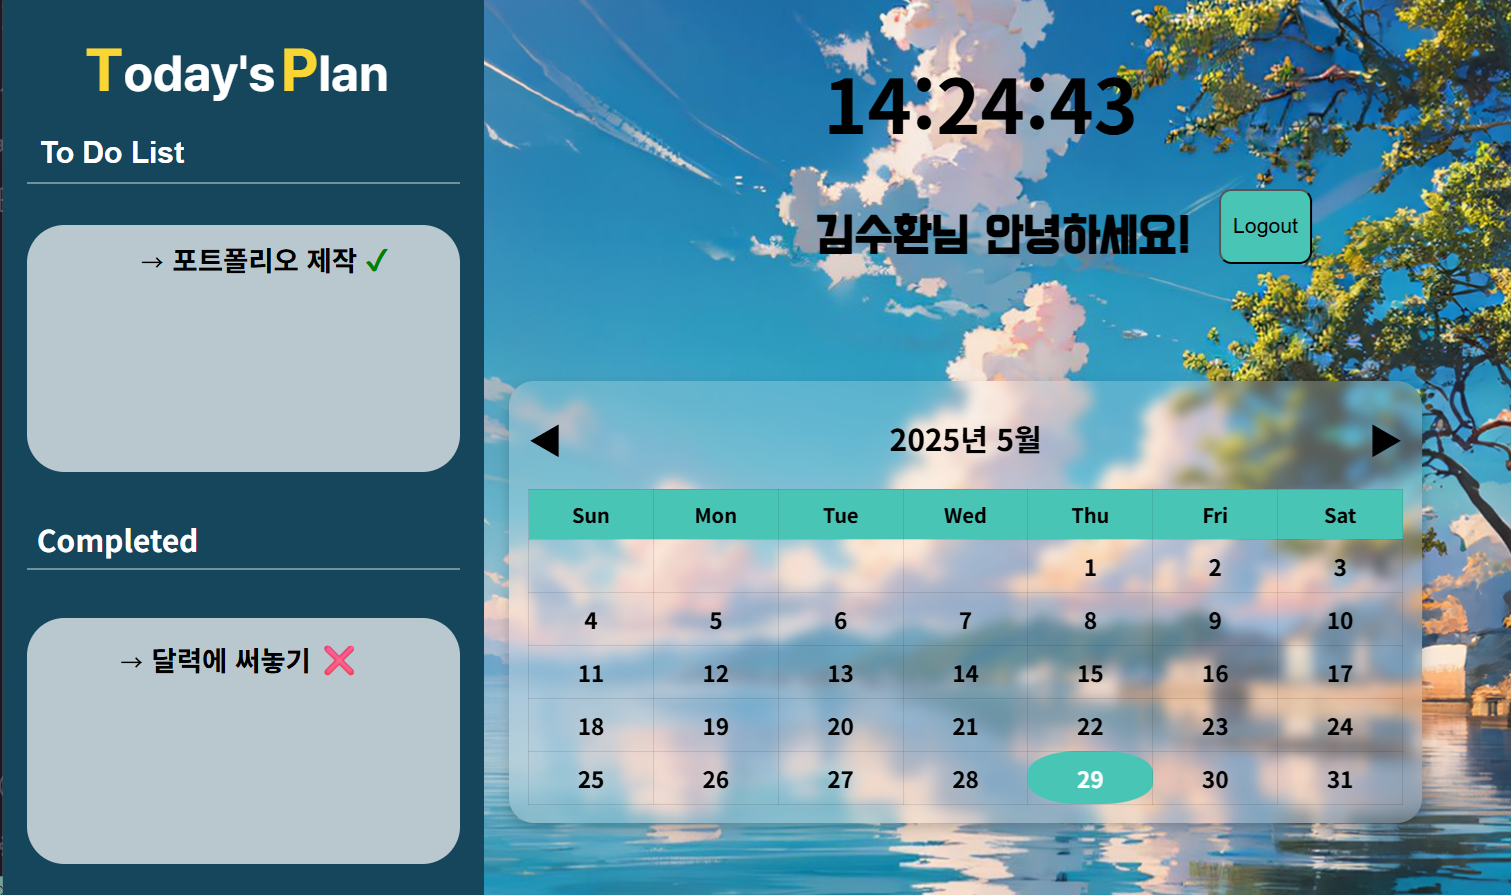 Today's Plan
To Do List
→ 포트폴리오 제작 ✓
Completed
→ 달력에 써놓기 ❌
14:24:43
김수환님 안녕하세요!
Logout
◀ 2025년 5월 ▶
Sun Mon Tue Wed Thu Fri Sat
1 2 3
4 5 6 7 8 9 10
11 12 13 14 15 16 17
18 19 20 21 22 23 24
25 26 27 28 29 30 31